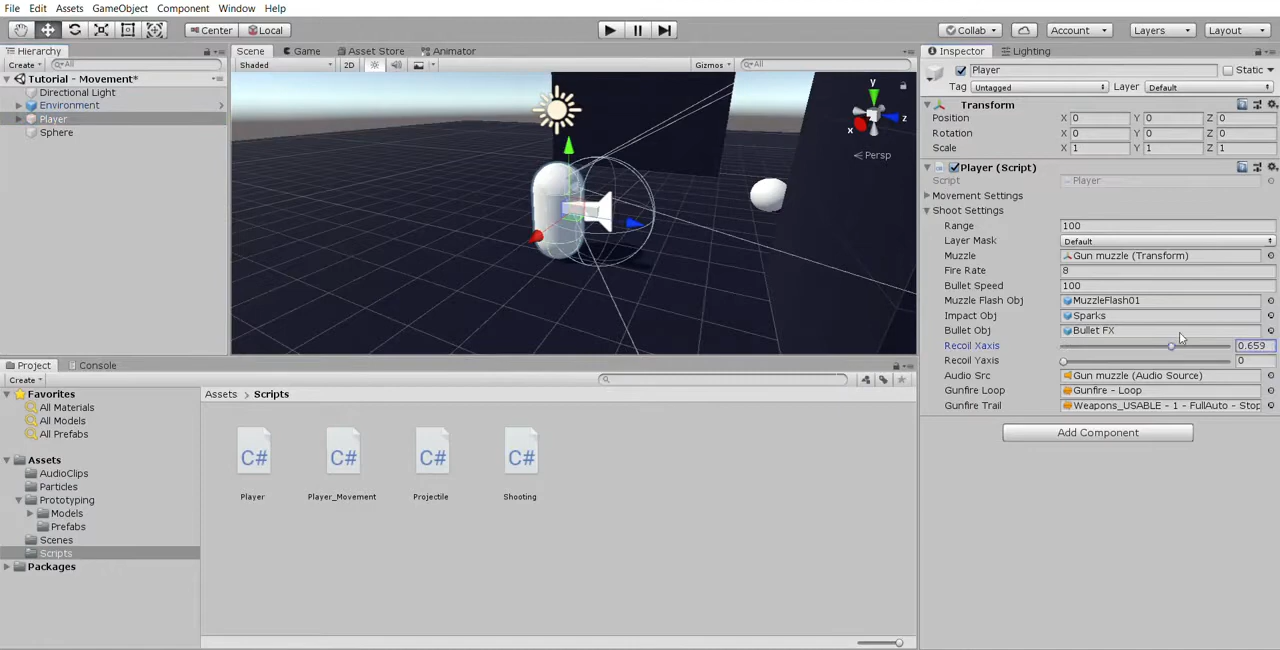 File Edit Assets GameObject Component Window Help
Center Local Collab Account Layers Layout
Hierarchy Scene Game Asset Store Animator Inspector Lighting
Create All Shaded 2D Gizmos All Player Static
Tutorial - Movement*
Tag Untagged Layer Default
Directional Light
Environment
Player
Sphere
y
z
x
Persp
Transform
Position X 0 Y 0 Z 0
Rotation X 0 Y 0 Z 0
Scale X 1 Y 1 Z 1
Player (Script)
Script Player
Movement Settings
Shoot Settings
Range 100
Layer Mask Default
Muzzle Gun muzzle (Transform)
Fire Rate 8
Bullet Speed 100
Muzzle Flash Obj MuzzleFlash01
Impact Obj Sparks
Bullet Obj Bullet FX
Recoil Xaxis 0.659
Recoil Yaxis 0
Audio Src Gun muzzle (Audio Source)
Gunfire Loop Gunfire - Loop
Gunfire Trail Weapons_USABLE - 1 - FullAuto - Stop
Add Component
Project Console
Create
Favorites
All Materials
All Models
All Prefabs
Assets
AudioClips
Particles
Prototyping
Models
Prefabs
Scenes
Scripts
Packages
Assets > Scripts
C# C# C# C#
Player Player_Movement Projectile Shooting